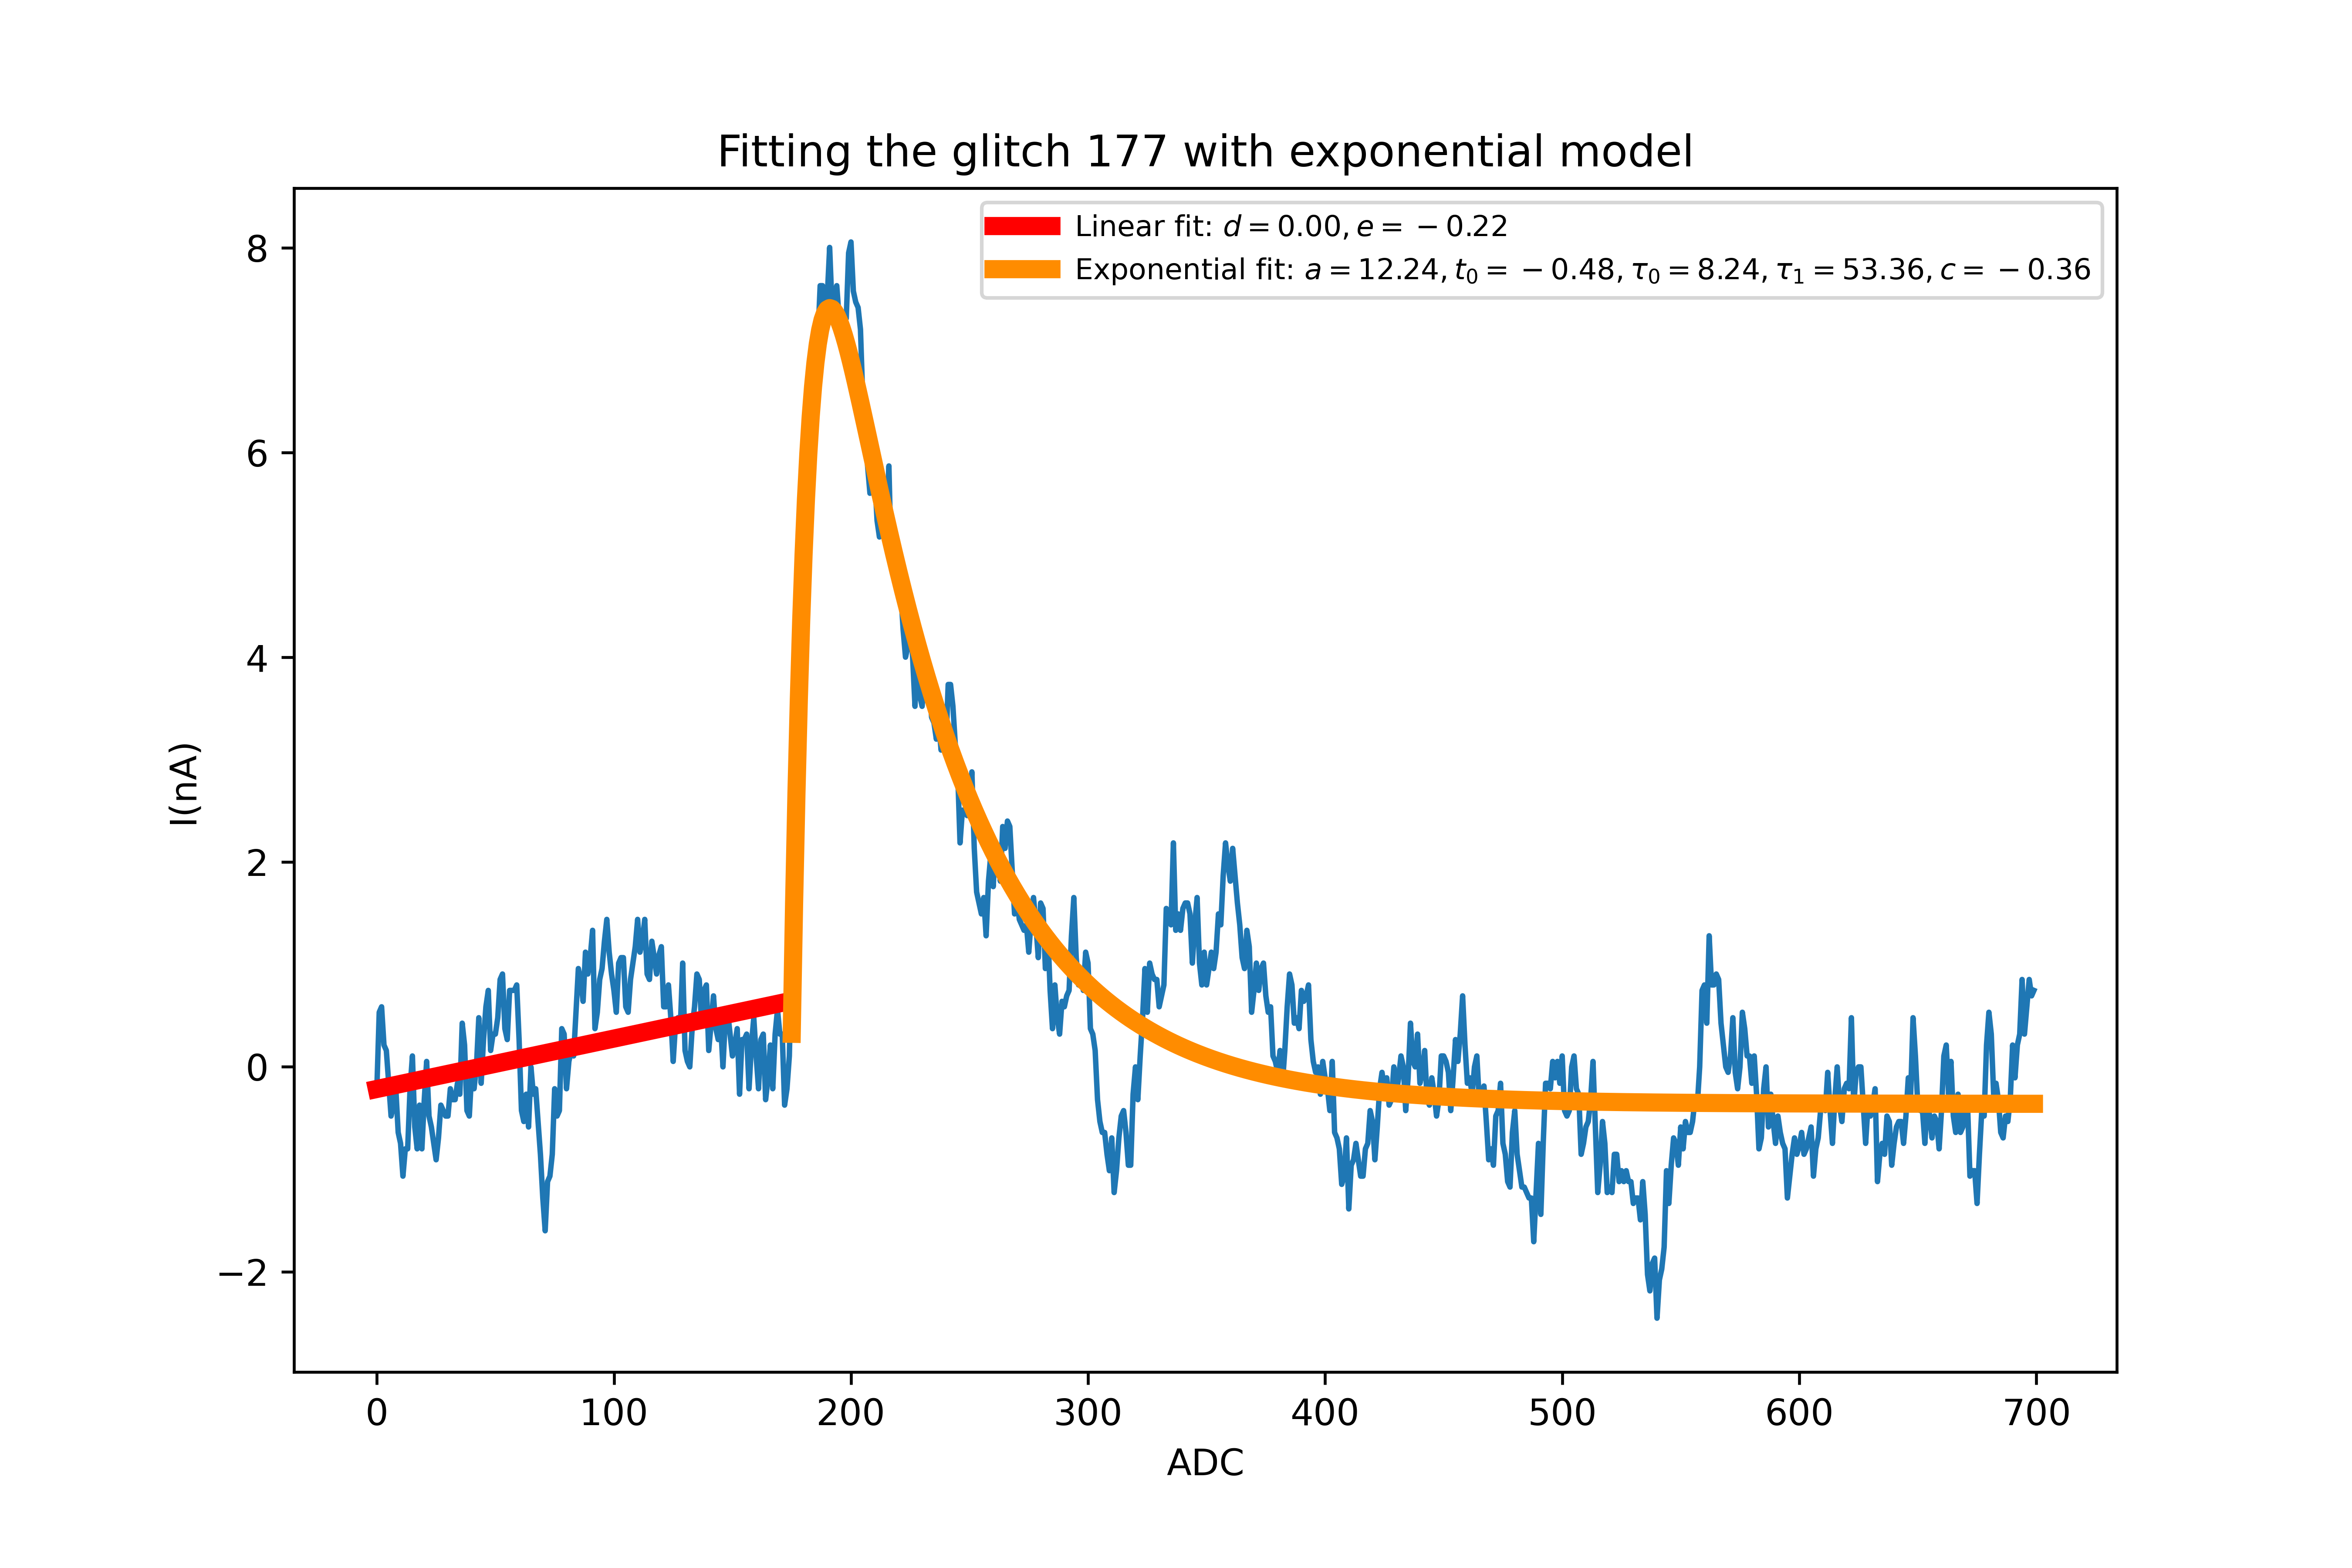 Fitting the glitch 177 with exponential model
Linear fit: d = 0.00, e = −0.22
Exponential fit: a = 12.24, t₀ = −0.48, τ₀ = 8.24, τ₁ = 53.36, c = −0.36
8
6
4
2
0
−2
I(nA)
0 100 200 300 400 500 600 700
ADC